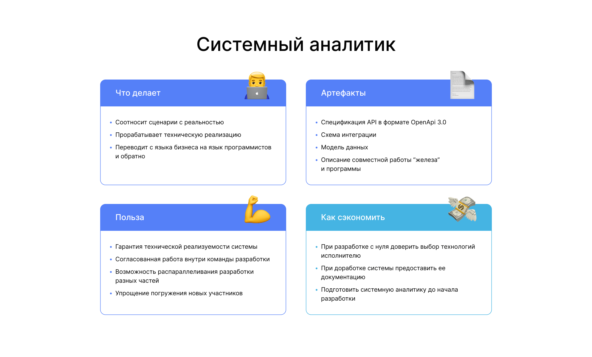 Системный аналитик
Что делает
Соотносит сценарии с реальностью
Прорабатывает техническую реализацию
Переводит с языка бизнеса на язык программистов
и обратно
Артефакты
Спецификация API в формате OpenApi 3.0
Схема интеграции
Модель данных
Описание совместной работы "железа"
и программы
Польза
Гарантия технической реализуемости системы
Согласованная работа внутри команды разработки
Возможность распараллеливания разработки
разных частей
Упрощение погружения новых участников
Как сэкономить
При разработке с нуля доверить выбор технологий
исполнителю
При доработке системы предоставить ее
документацию
Подготовить системную аналитику до начала
разработки